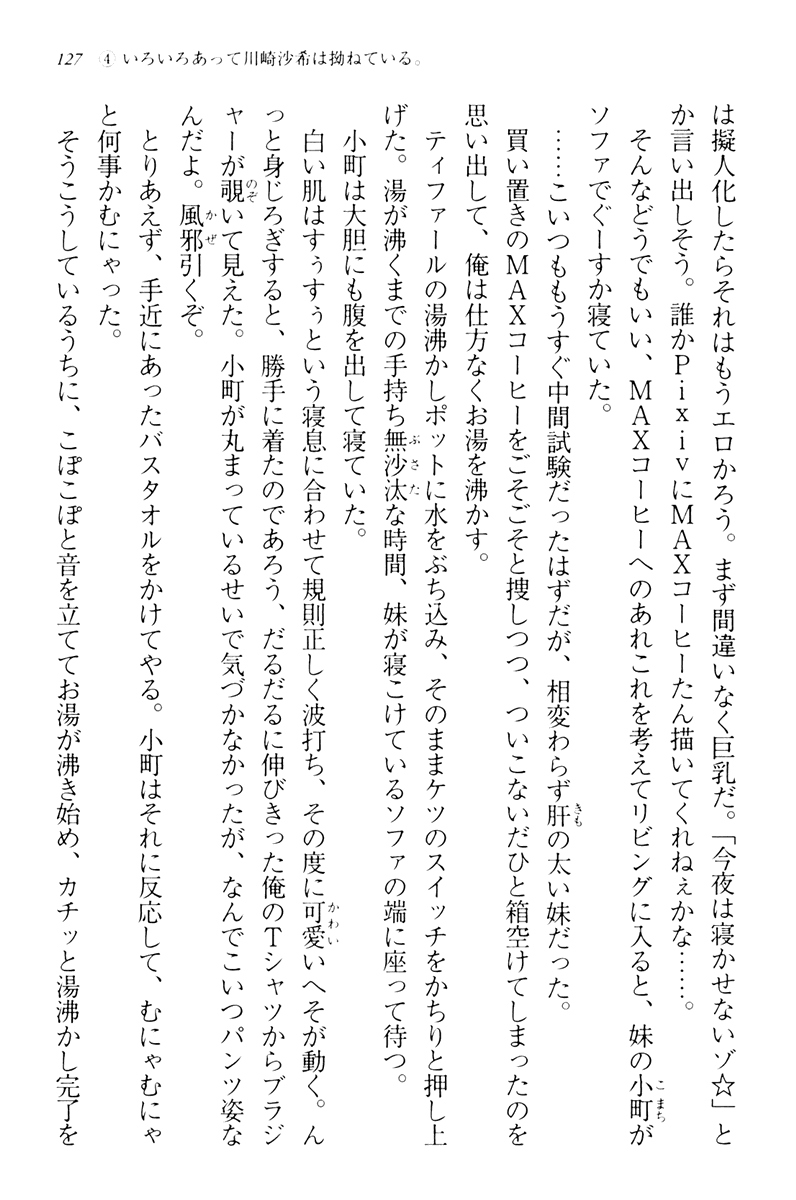 127 ④ いろいろあって川崎沙希は拗ねている。
は擬人化したらそれはもうエロかろう。まず間違いなく巨乳だ。「今夜は寝かせないゾ☆」と
か言い出しそう。誰かＰｉｘｉｖにＭＡＸコーヒーたん描いてくれねぇかな……。
そんなどうでもいい、ＭＡＸコーヒーへのあれこれを考えてリビングに入ると、妹の小町が
ソファでぐーすか寝ていた。
……こいつももうすぐ中間試験だったはずだが、相変わらず肝の太い妹だった。
買い置きのＭＡＸコーヒーをごそごそと捜しつつ、ついこないだひと箱空けてしまったのを
思い出して、俺は仕方なくお湯を沸かす。
ティファールの湯沸かしポットに水をぶち込み、そのままケツのスイッチをかちりと押し上
げた。湯が沸くまでの手持ち無沙汰な時間、妹が寝こけているソファの端に座って待つ。
小町は大胆にも腹を出して寝ていた。
白い肌はすぅすぅという寝息に合わせて規則正しく波打ち、その度に可愛いへそが動く。ん
っと身じろぎすると、勝手に着たのであろう、だるだるに伸びきった俺のＴシャツからブラジ
ャーが覗いて見えた。小町が丸まっているせいで気づかなかったが、なんでこいつパンツ姿な
んだよ。風邪引くぞ。
とりあえず、手近にあったバスタオルをかけてやる。小町はそれに反応して、むにゃむにゃ
と何事かむにゃった。
そうこうしているうちに、こぽこぽと音を立ててお湯が沸き始め、カチッと湯沸かし完了を